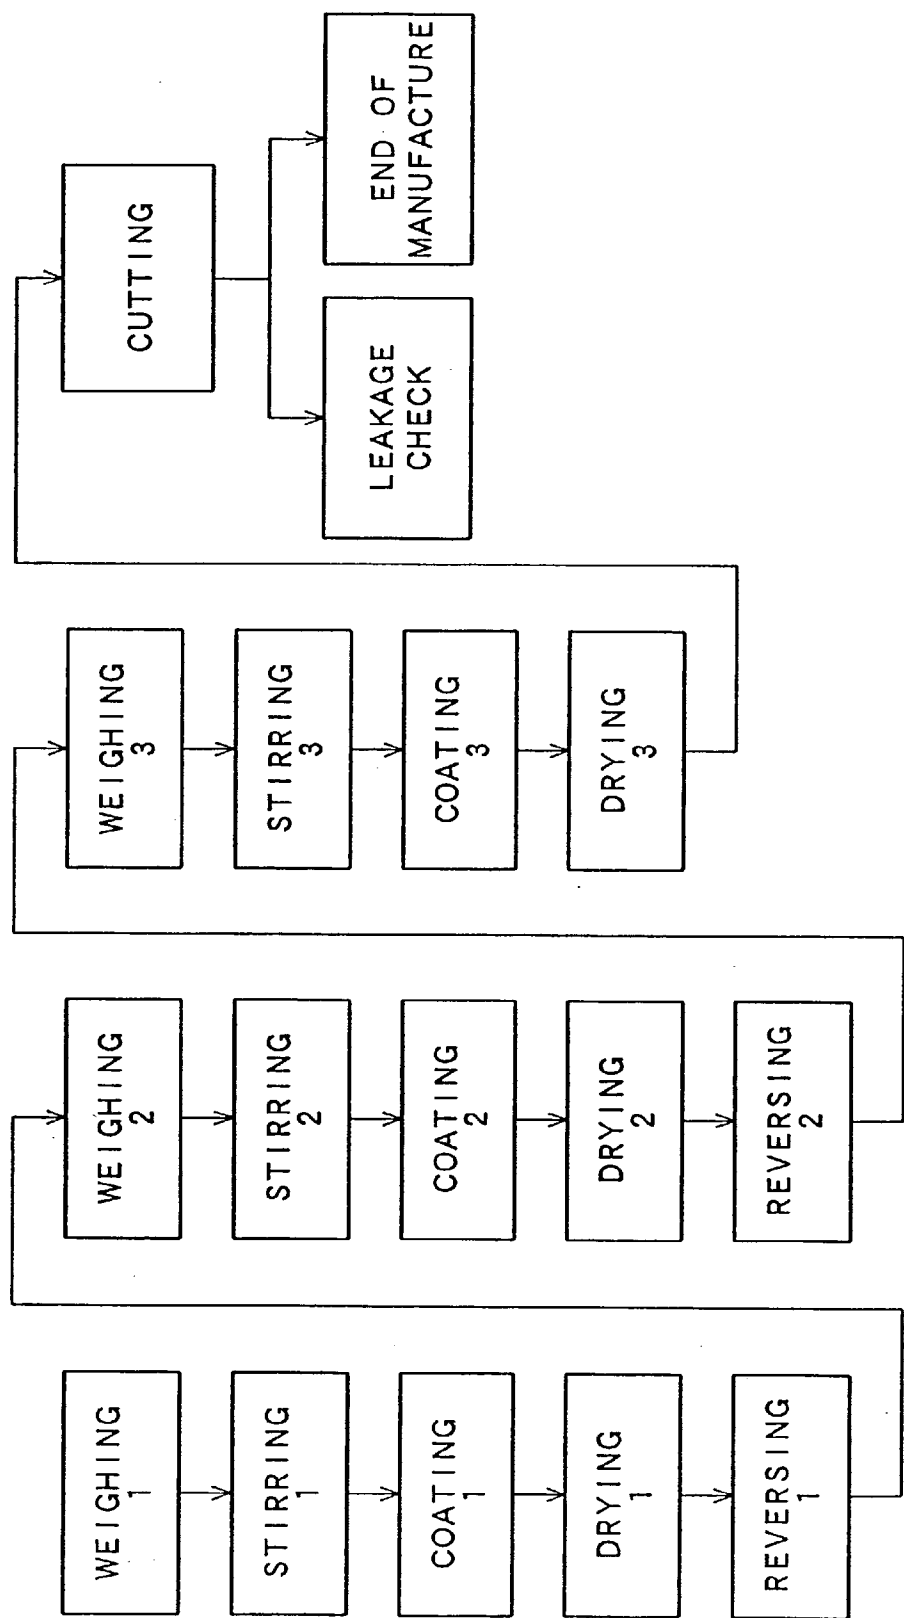 WEIGHING
1
STIRRING
1
COATING
1
DRYING
1
REVERSING
1
WEIGHING
2
STIRRING
2
COATING
2
DRYING
2
REVERSING
2
WEIGHING
3
STIRRING
3
COATING
3
DRYING
3
CUTTING
LEAKAGE
CHECK
END OF
MANUFACTURE